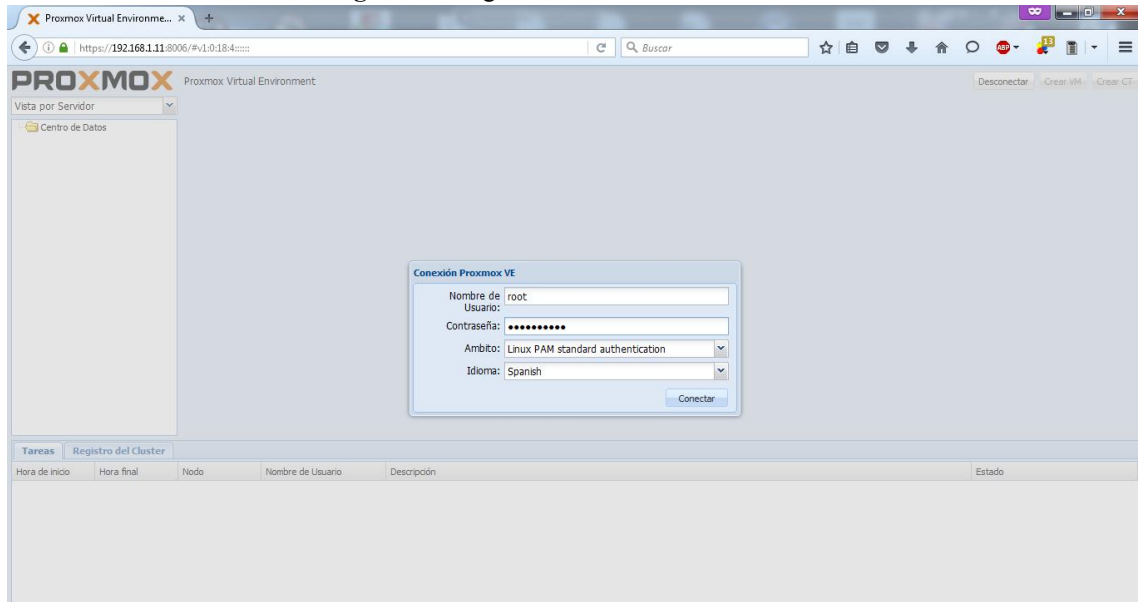 Proxmox Virtual Environme... × +
https://192.168.1.11:8006/#v1:0:18:4::::::
Buscar
ABP
13
PROXMOX Proxmox Virtual Environment
Desconectar Crear VM Crear CT
Vista por Servidor
Centro de Datos
Conexión Proxmox VE
Nombre de Usuario: root
Contraseña: ••••••••••
Ambito: Linux PAM standard authentication
Idioma: Spanish
Conectar
Tareas Registro del Cluster
Hora de inicio Hora final Nodo Nombre de Usuario Descripción Estado